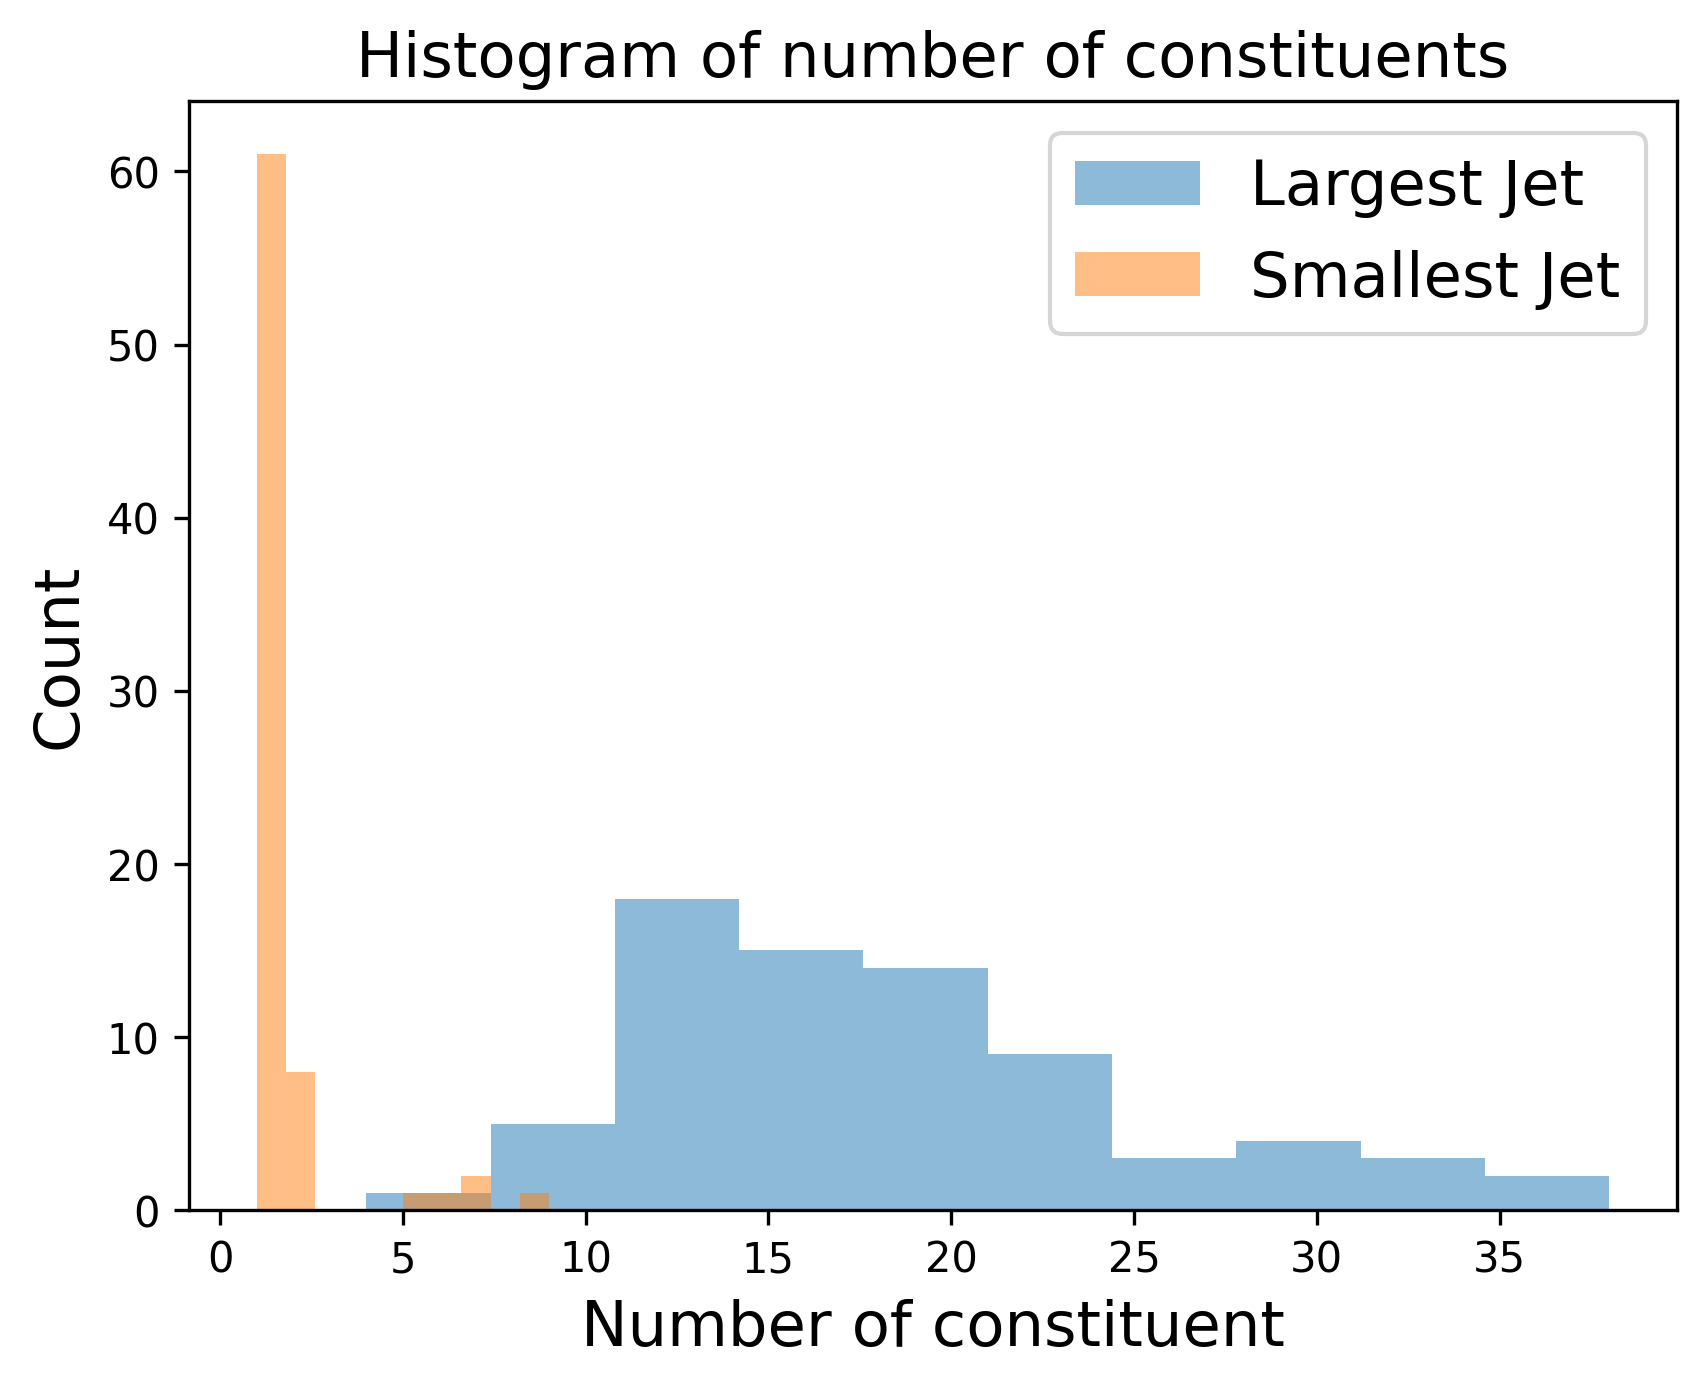 Histogram of number of constituents
Largest Jet
Smallest Jet
60
50
40
30
20
10
0
Count
0 5 10 15 20 25 30 35
Number of constituent